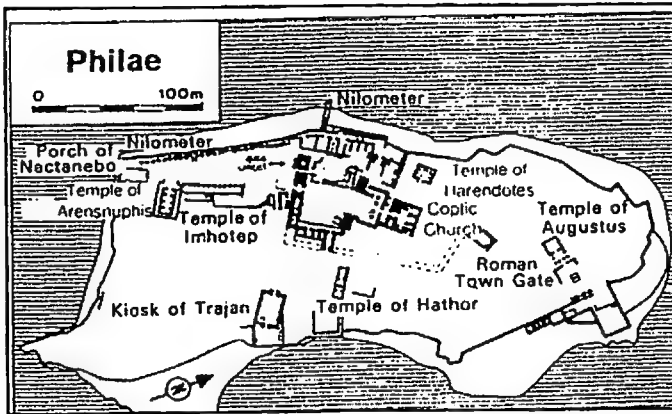 Philae
0 100m
Nilometer
Nilometer
Porch of
Nectanebo
Temple of
Arensnuphis
Temple of
Imhotep
Temple of
Harendotes
Coptic
Church
Temple of
Augustus
Roman
Town Gate
Kiosk of Trajan
Temple of Hathor